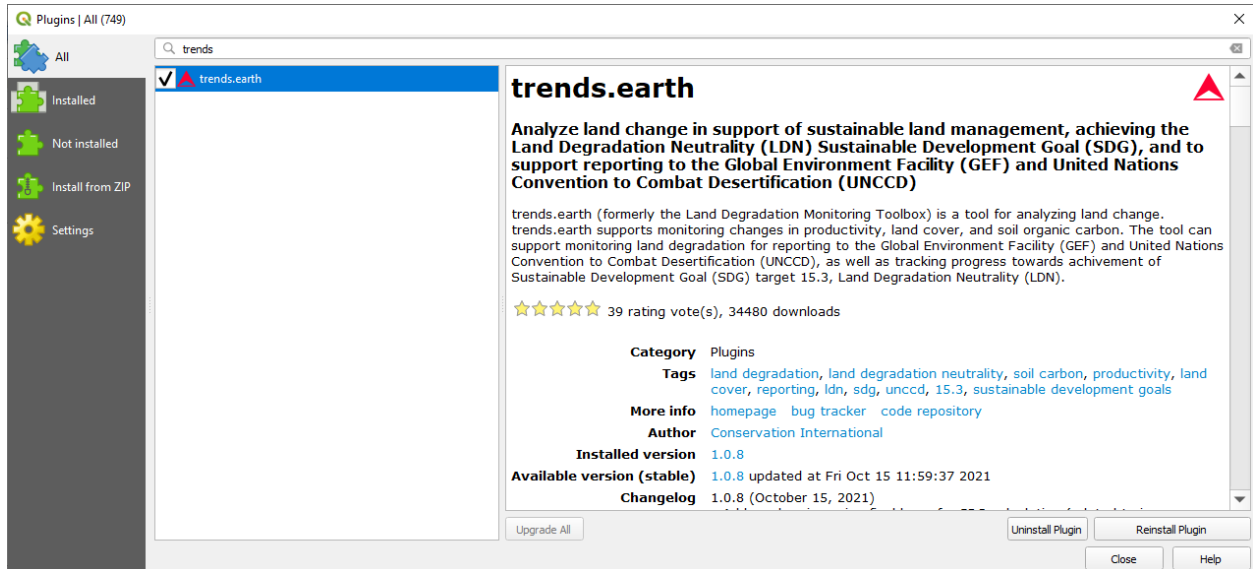 Plugins | All (749)
All
Installed
Not installed
Install from ZIP
Settings
trends
trends.earth
trends.earth
Analyze land change in support of sustainable land management, achieving the
Land Degradation Neutrality (LDN) Sustainable Development Goal (SDG), and to
support reporting to the Global Environment Facility (GEF) and United Nations
Convention to Combat Desertification (UNCCD)
trends.earth (formerly the Land Degradation Monitoring Toolbox) is a tool for analyzing land change.
trends.earth supports monitoring changes in productivity, land cover, and soil organic carbon. The tool can
support monitoring land degradation for reporting to the Global Environment Facility (GEF) and United Nations
Convention to Combat Desertification (UNCCD), as well as tracking progress towards achivement of
Sustainable Development Goal (SDG) target 15.3, Land Degradation Neutrality (LDN).
39 rating vote(s), 34480 downloads
Category Plugins
Tags land degradation, land degradation neutrality, soil carbon, productivity, land
cover, reporting, ldn, sdg, unccd, 15.3, sustainable development goals
More info homepage bug tracker code repository
Author Conservation International
Installed version 1.0.8
Available version (stable) 1.0.8 updated at Fri Oct 15 11:59:37 2021
Changelog 1.0.8 (October 15, 2021)
Upgrade All
Uninstall Plugin
Reinstall Plugin
Close
Help